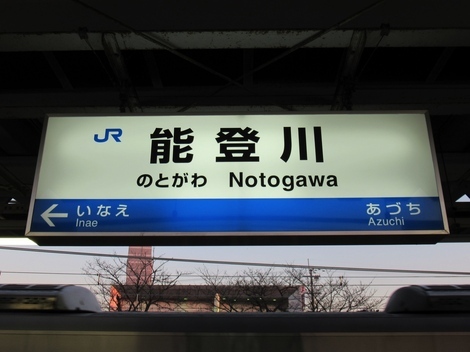 JR 能登川
のとがわ Notogawa
← いなえ あづち
Inae Azuchi